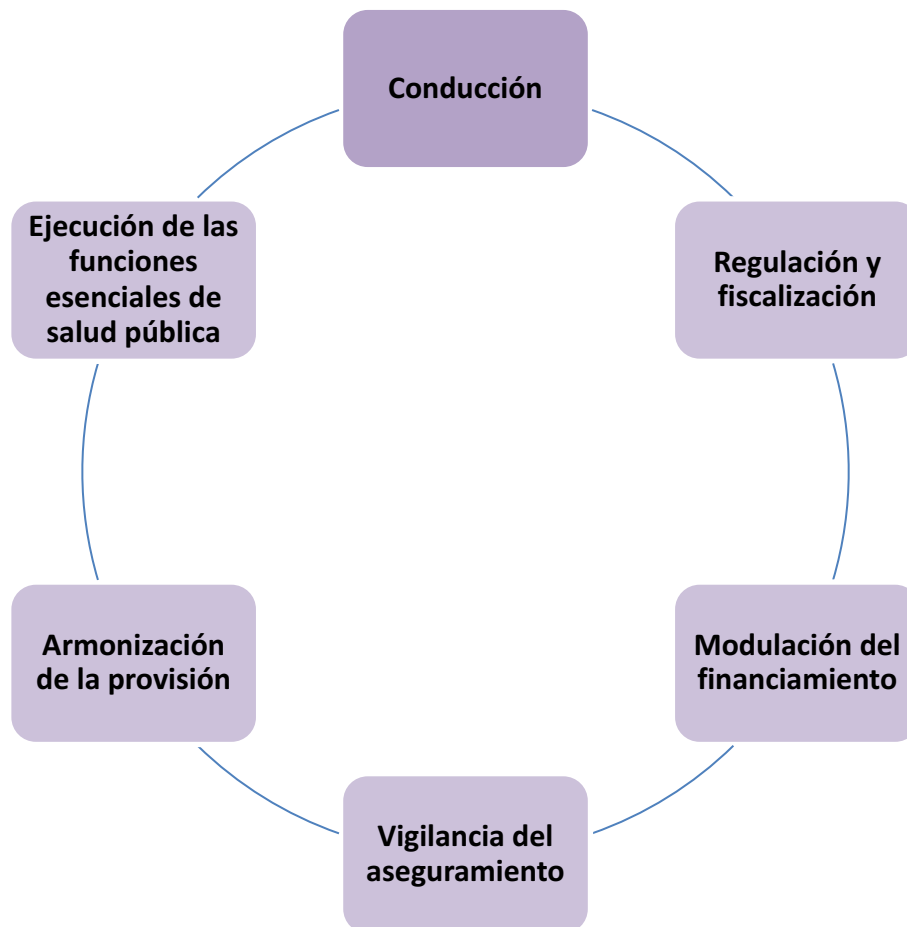 Conducción
Regulación y
fiscalización
Modulación del
financiamiento
Vigilancia del
aseguramiento
Armonización
de la provisión
Ejecución de las
funciones
esenciales de
salud pública